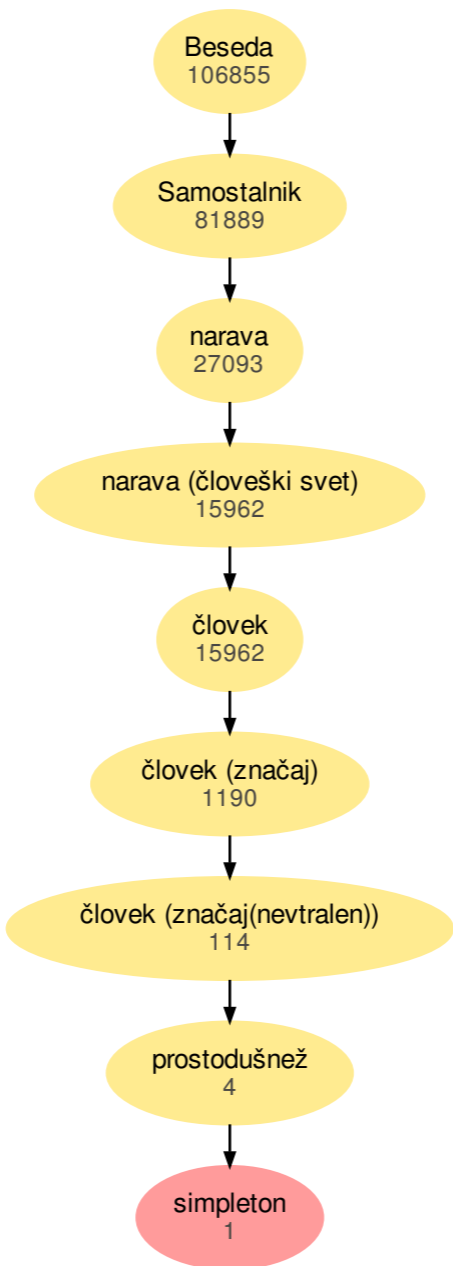 Beseda
106855
Samostalnik
81889
narava
27093
narava (človeški svet)
15962
človek
15962
človek (značaj)
1190
človek (značaj(nevtralen))
114
prostodušnež
4
simpleton
1